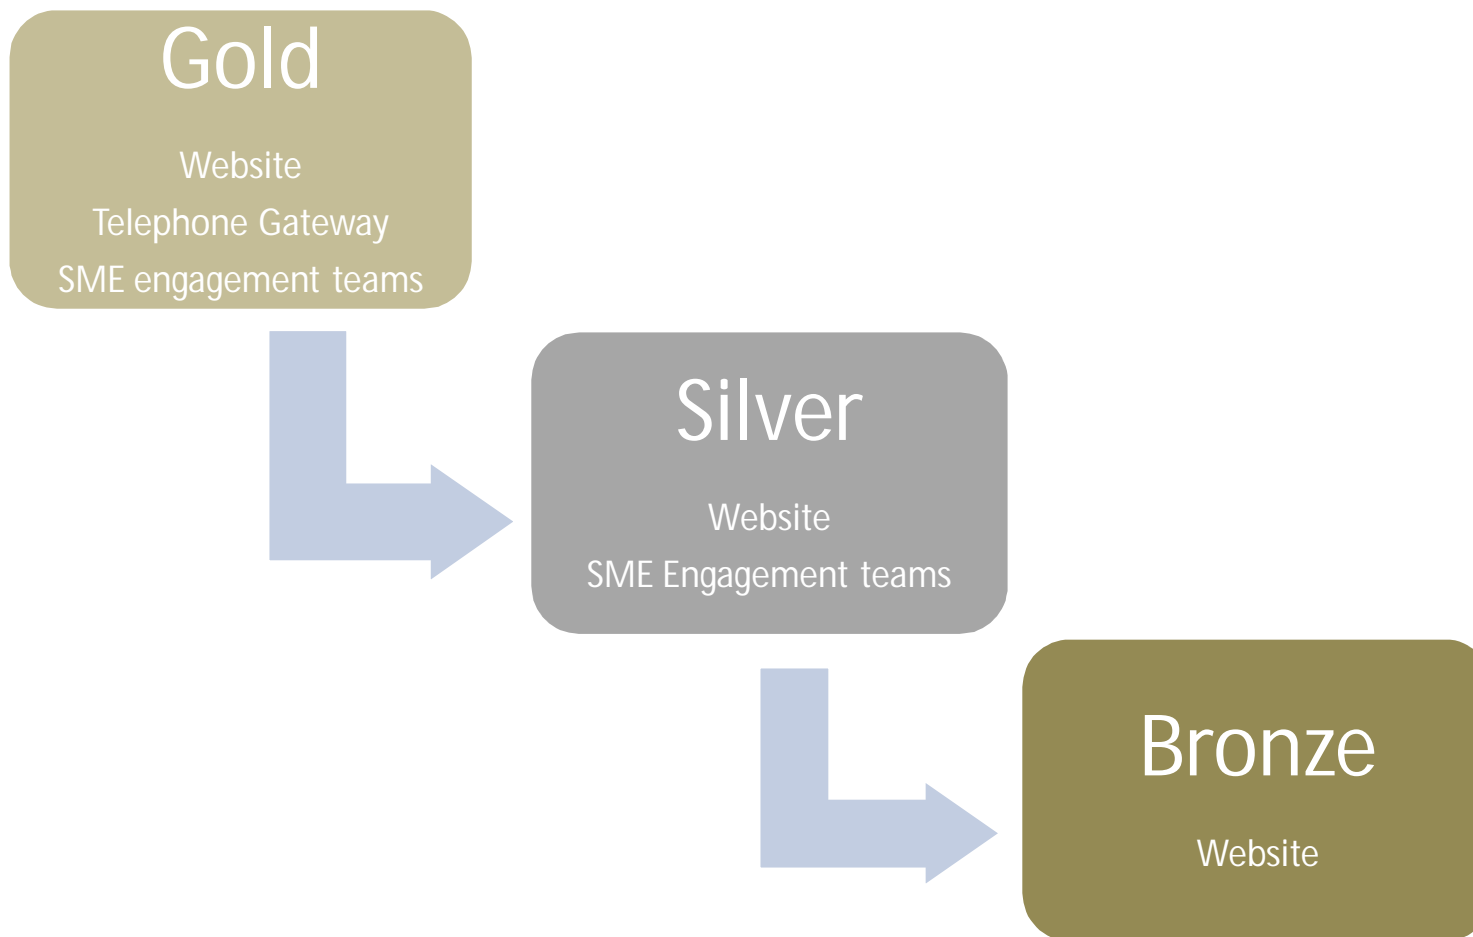 Gold
Website
Telephone Gateway
SME engagement teams
Silver
Website
SME Engagement teams
Bronze
Website